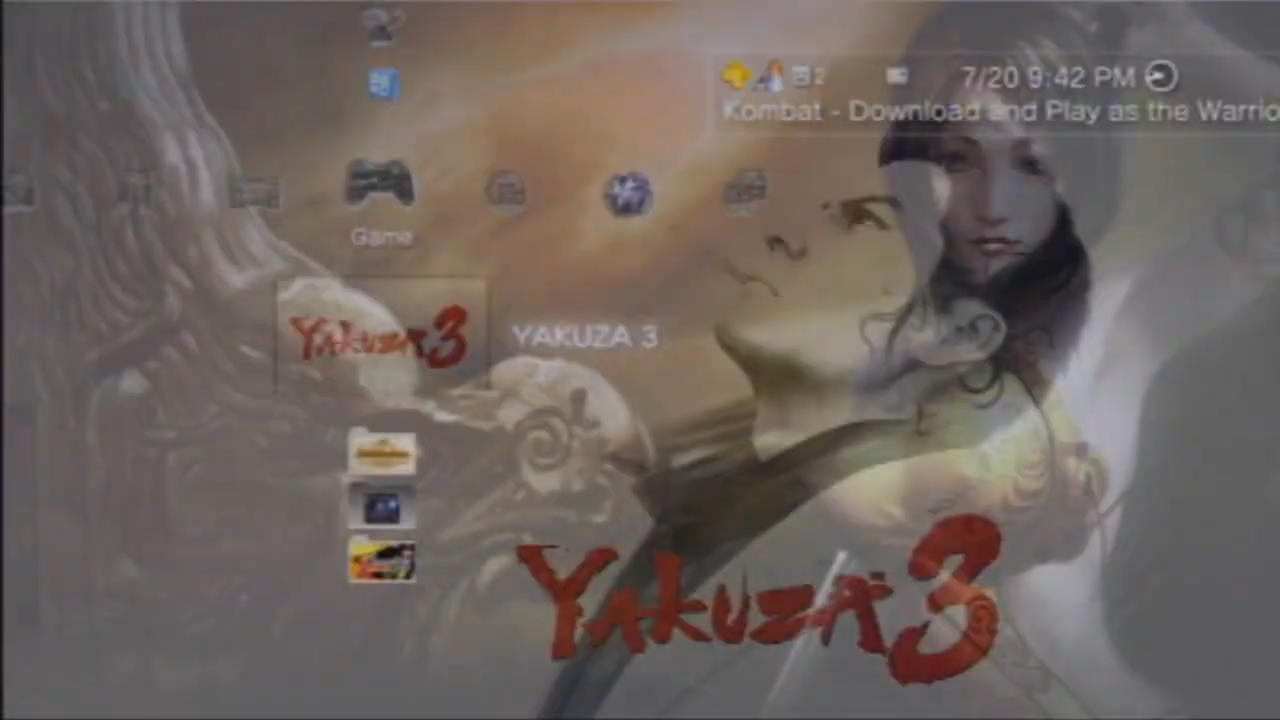 2
7/20 9:42 PM
Kombat - Download and Play as the Warrio
Game
YAKUZA 3
YAKUZA 3
YAKUZA 3